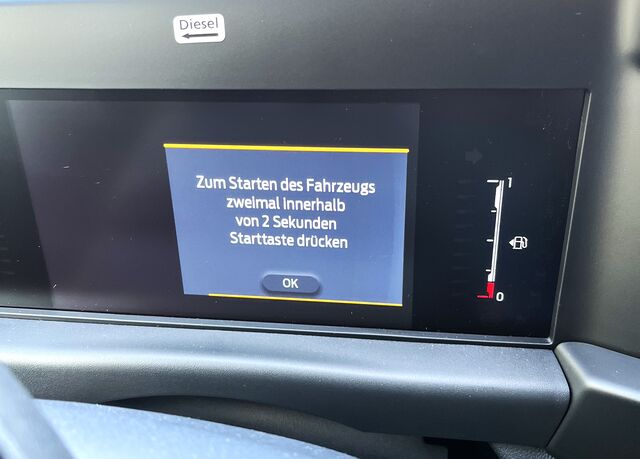 Diesel
Zum Starten des Fahrzeugs
zweimal innerhalb
von 2 Sekunden
Starttaste drücken
OK
1
0